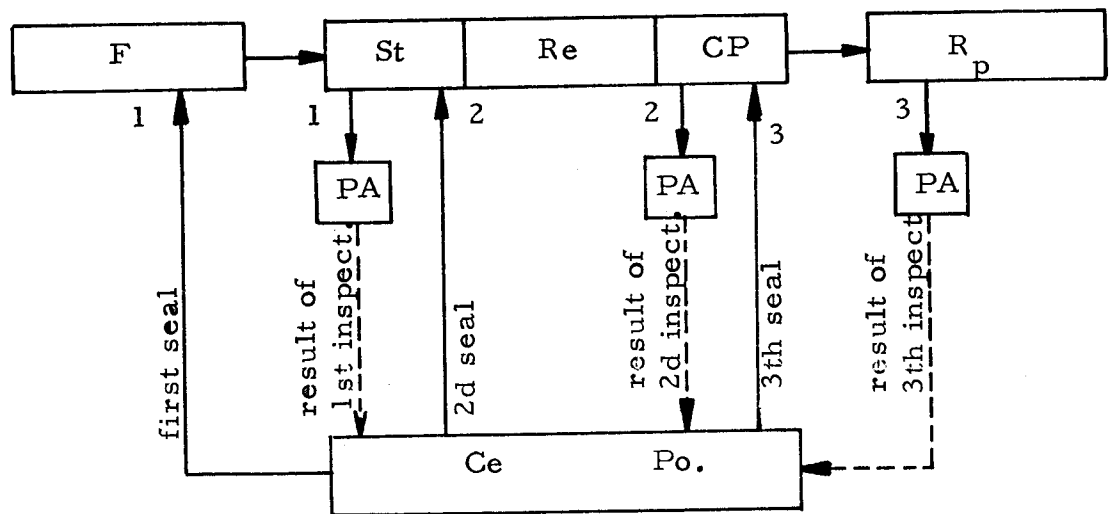 F
St
Re
CP
Rp
1
1
2
2
3
3
PA
PA
PA
first seal
result of
1st inspect.
2d seal
result of
2d inspect.
3th seal
result of
3th inspect.
Ce Po.